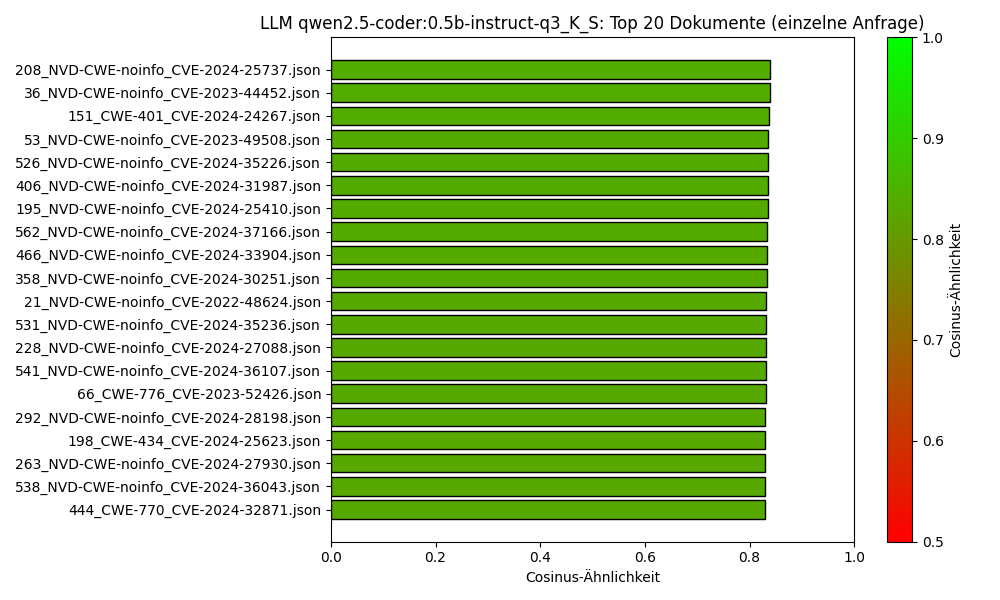 LLM qwen2.5-coder:0.5b-instruct-q3_K_S: Top 20 Dokumente (einzelne Anfrage)
208_NVD-CWE-noinfo_CVE-2024-25737.json
36_NVD-CWE-noinfo_CVE-2023-44452.json
151_CWE-401_CVE-2024-24267.json
53_NVD-CWE-noinfo_CVE-2023-49508.json
526_NVD-CWE-noinfo_CVE-2024-35226.json
406_NVD-CWE-noinfo_CVE-2024-31987.json
195_NVD-CWE-noinfo_CVE-2024-25410.json
562_NVD-CWE-noinfo_CVE-2024-37166.json
466_NVD-CWE-noinfo_CVE-2024-33904.json
358_NVD-CWE-noinfo_CVE-2024-30251.json
21_NVD-CWE-noinfo_CVE-2022-48624.json
531_NVD-CWE-noinfo_CVE-2024-35236.json
228_NVD-CWE-noinfo_CVE-2024-27088.json
541_NVD-CWE-noinfo_CVE-2024-36107.json
66_CWE-776_CVE-2023-52426.json
292_NVD-CWE-noinfo_CVE-2024-28198.json
198_CWE-434_CVE-2024-25623.json
263_NVD-CWE-noinfo_CVE-2024-27930.json
538_NVD-CWE-noinfo_CVE-2024-36043.json
444_CWE-770_CVE-2024-32871.json
0.0 0.2 0.4 0.6 0.8 1.0
Cosinus-Ähnlichkeit
1.0
0.9
0.8
0.7
0.6
0.5
Cosinus-Ähnlichkeit